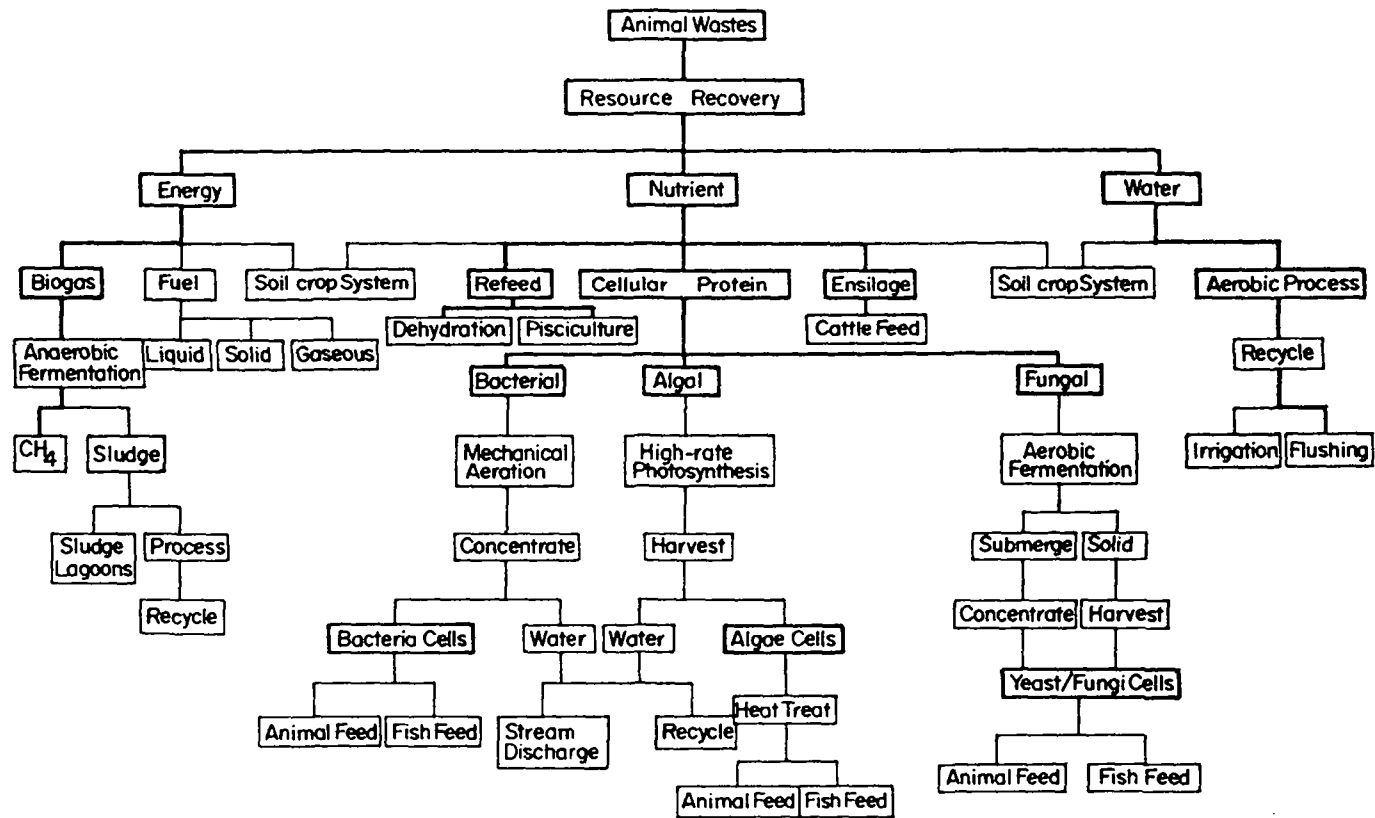 Animal Wastes
Resource Recovery
Energy
Nutrient
Water
Biogas
Fuel
Soil crop System
Refeed
Cellular Protein
Ensilage
Soil crop System
Aerobic Process
Dehydration
Pisciculture
Cattle Feed
Anaerobic
Fermentation
Liquid
Solid
Gaseous
Recycle
Bacterial
Algal
Fungal
CH4
Sludge
Mechanical
Aeration
High-rate
Photosynthesis
Aerobic
Fermentation
Irrigation
Flushing
Sludge
Lagoons
Process
Concentrate
Harvest
Submerge
Solid
Recycle
Concentrate
Harvest
Bacteria Cells
Water
Water
Algae Cells
Yeast/Fungi Cells
Animal Feed
Fish Feed
Stream
Discharge
Recycle
Heat Treat
Animal Feed
Fish Feed
Animal Feed
Fish Feed